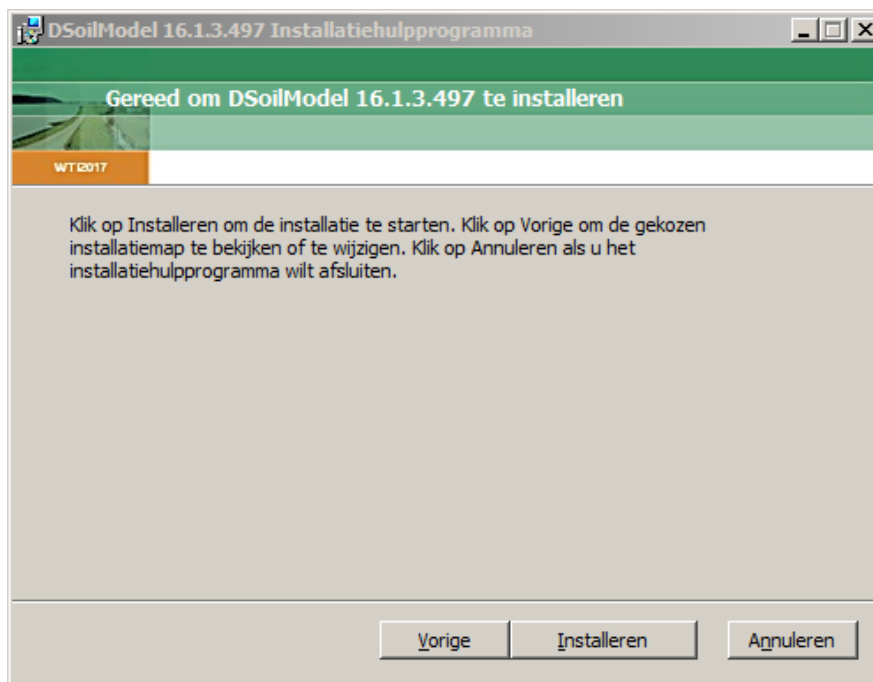 DSoilModel 16.1.3.497 Installatiehulpprogramma
Gereed om DSoilModel 16.1.3.497 te installeren
WTI2017
Klik op Installeren om de installatie te starten. Klik op Vorige om de gekozen
installatiemap te bekijken of te wijzigen. Klik op Annuleren als u het
installatiehulpprogramma wilt afsluiten.
Vorige Installeren Annuleren